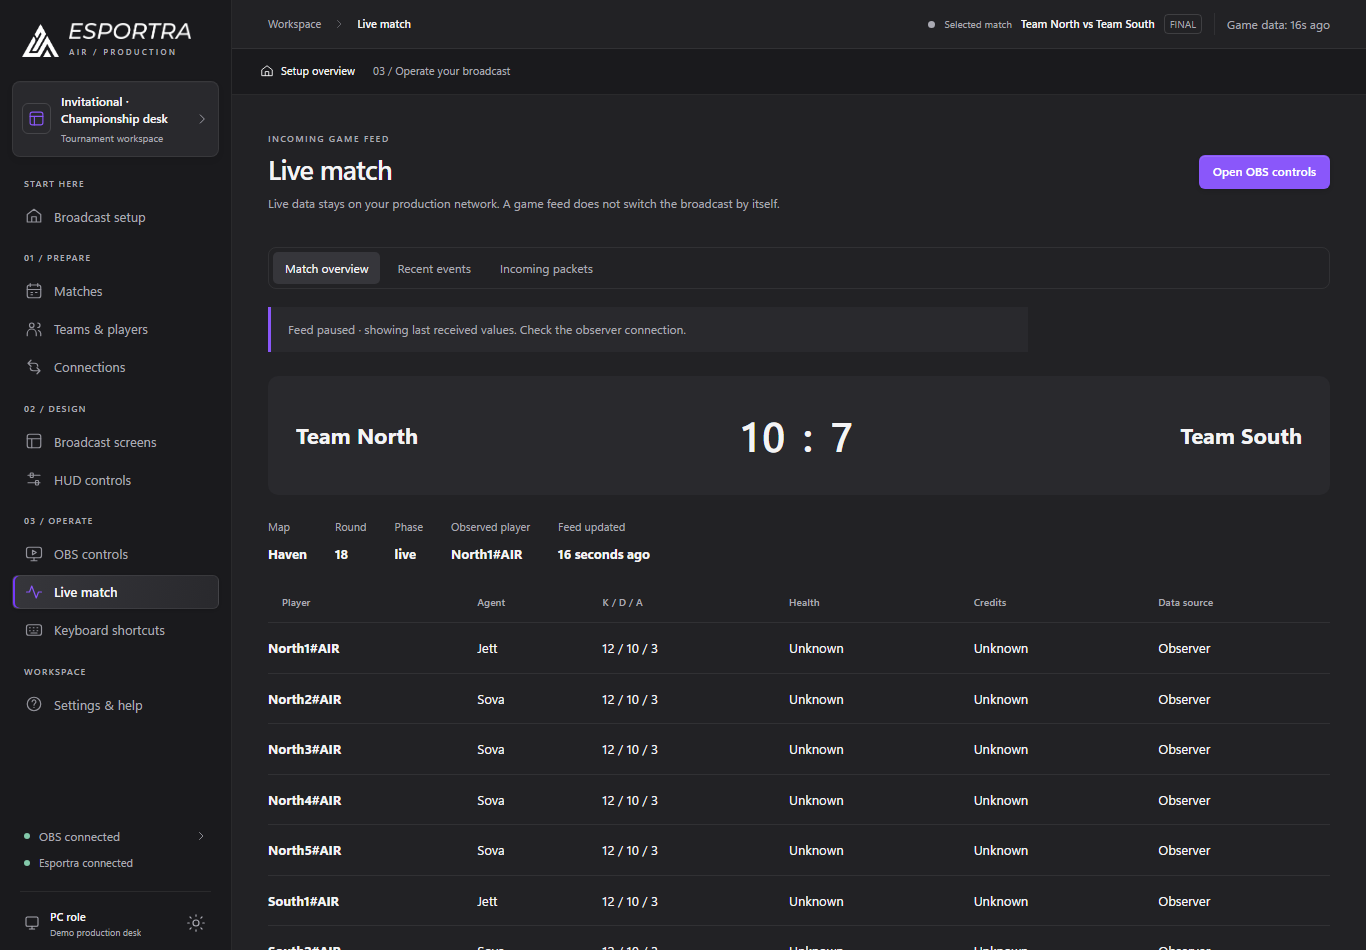 ESPORTRA
AIR / PRODUCTION
Invitational ·
Championship desk
Tournament workspace
START HERE
Broadcast setup
01 / PREPARE
Matches
Teams & players
Connections
02 / DESIGN
Broadcast screens
HUD controls
03 / OPERATE
OBS controls
Live match
Keyboard shortcuts
WORKSPACE
Settings & help
OBS connected
Esportra connected
PC role
Demo production desk
Workspace
Live match
Selected match Team North vs Team South FINAL
Game data: 16s ago
Setup overview
03 / Operate your broadcast
INCOMING GAME FEED
Live match
Live data stays on your production network. A game feed does not switch the broadcast by itself.
Open OBS controls
Match overview Recent events Incoming packets
Feed paused · showing last received values. Check the observer connection.
Team North 10 : 7 Team South
Map Round Phase Observed player Feed updated
Haven 18 live North1#AIR 16 seconds ago
Player Agent K / D / A Health Credits Data source
North1#AIR Jett 12 / 10 / 3 Unknown Unknown Observer
North2#AIR Sova 12 / 10 / 3 Unknown Unknown Observer
North3#AIR Sova 12 / 10 / 3 Unknown Unknown Observer
North4#AIR Sova 12 / 10 / 3 Unknown Unknown Observer
North5#AIR Sova 12 / 10 / 3 Unknown Unknown Observer
South1#AIR Jett 12 / 10 / 3 Unknown Unknown Observer